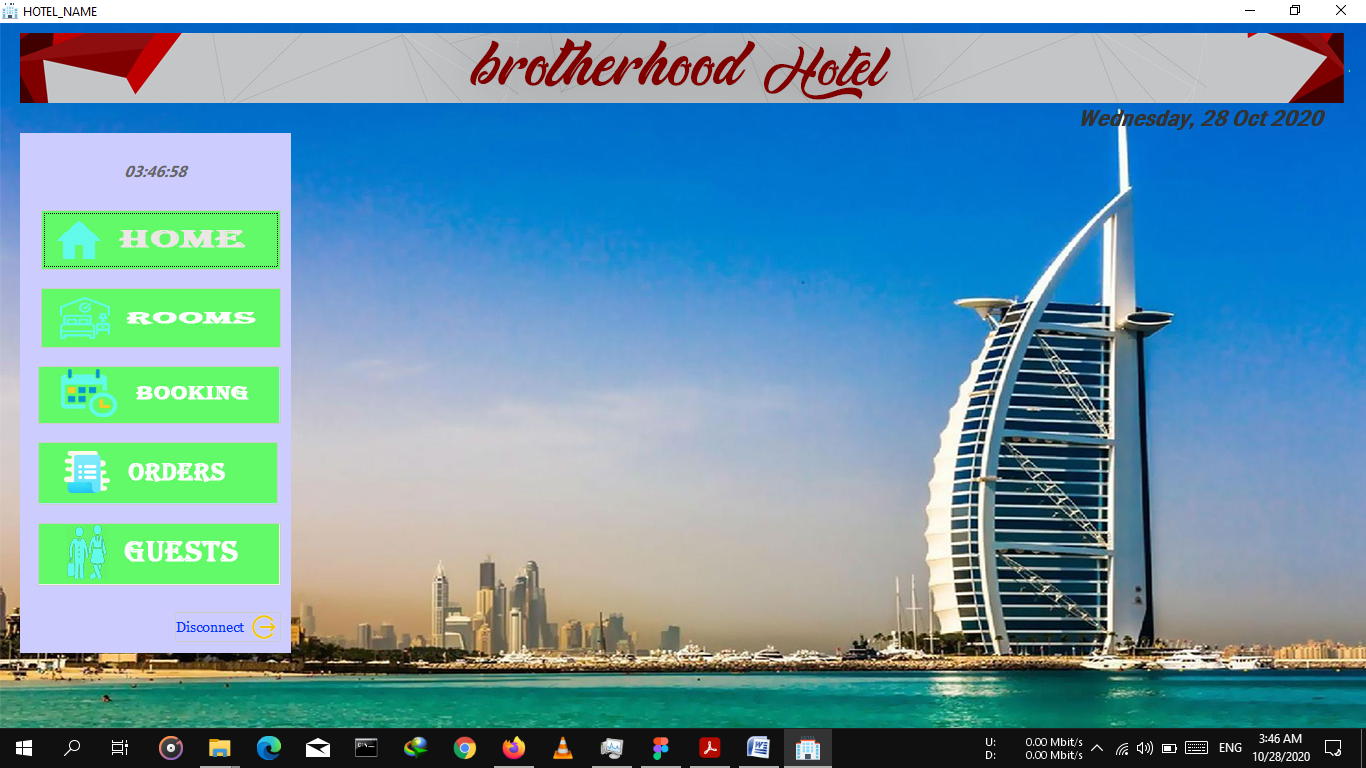 HOTEL_NAME
brotherhood Hotel
Wednesday, 28 Oct 2020
03:46:58
HOME
ROOMS
BOOKING
ORDERS
GUESTS
Disconnect
U: 0.00 Mbit/s
D: 0.00 Mbit/s
ENG
3:46 AM
10/28/2020